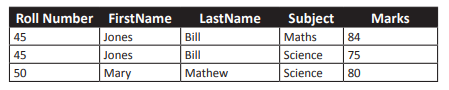 Roll Number FirstName LastName Subject Marks
45 Jones Bill Maths 84
45 Jones Bill Science 75
50 Mary Mathew Science 80